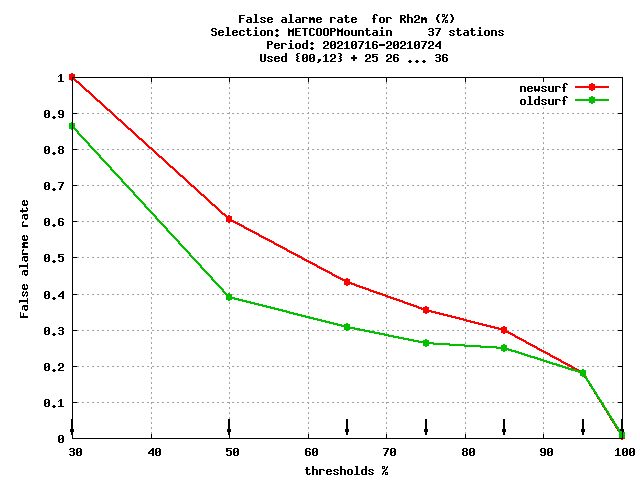 False alarme rate  for Rh2m (%)
Selection: METCOOPMountain     37 stations
Period: 20210716-20210724
Used {00,12} + 25 26 ... 36
newsurf
oldsurf
1
0.9
0.8
0.7
0.6
0.5
0.4
0.3
0.2
0.1
0
False alarme rate
30 40 50 60 70 80 90 100
thresholds %